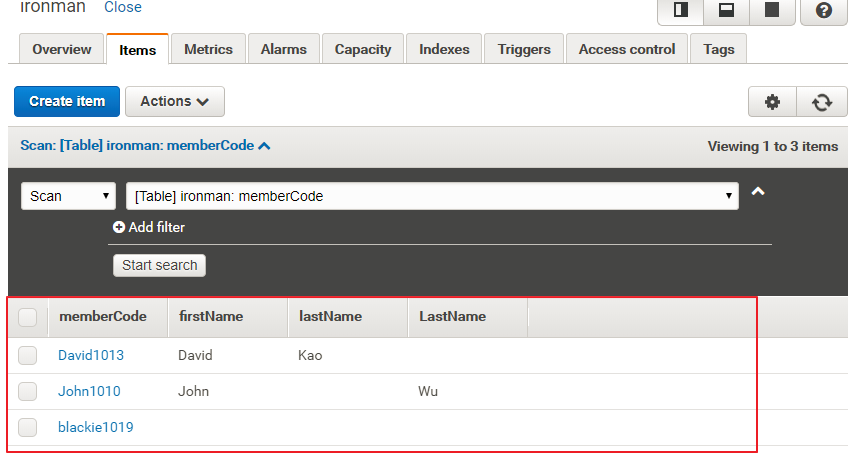 ironman Close
Overview Items Metrics Alarms Capacity Indexes Triggers Access control Tags
Create item Actions
Scan: [Table] ironman: memberCode Viewing 1 to 3 items
Scan [Table] ironman: memberCode
Add filter
Start search
memberCode firstName lastName LastName
David1013 David Kao
John1010 John Wu
blackie1019